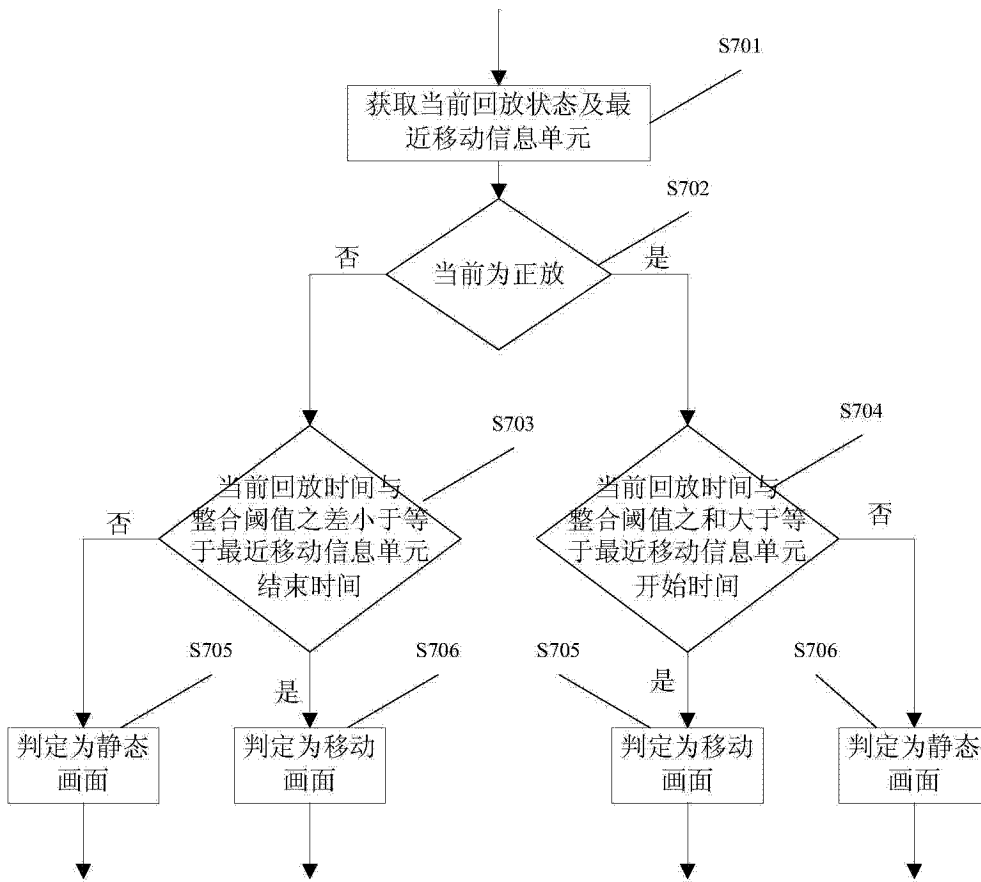 S701
获取当前回放状态及最
近移动信息单元
S702
否
是
当前为正放
S703
S704
当前回放时间与
整合阈值之差小于等
于最近移动信息单元
结束时间
当前回放时间与
整合阈值之和大于等
于最近移动信息单元
开始时间
否
否
S705
S706
S705
S706
是
是
判定为静态
画面
判定为移动
画面
判定为移动
画面
判定为静态
画面